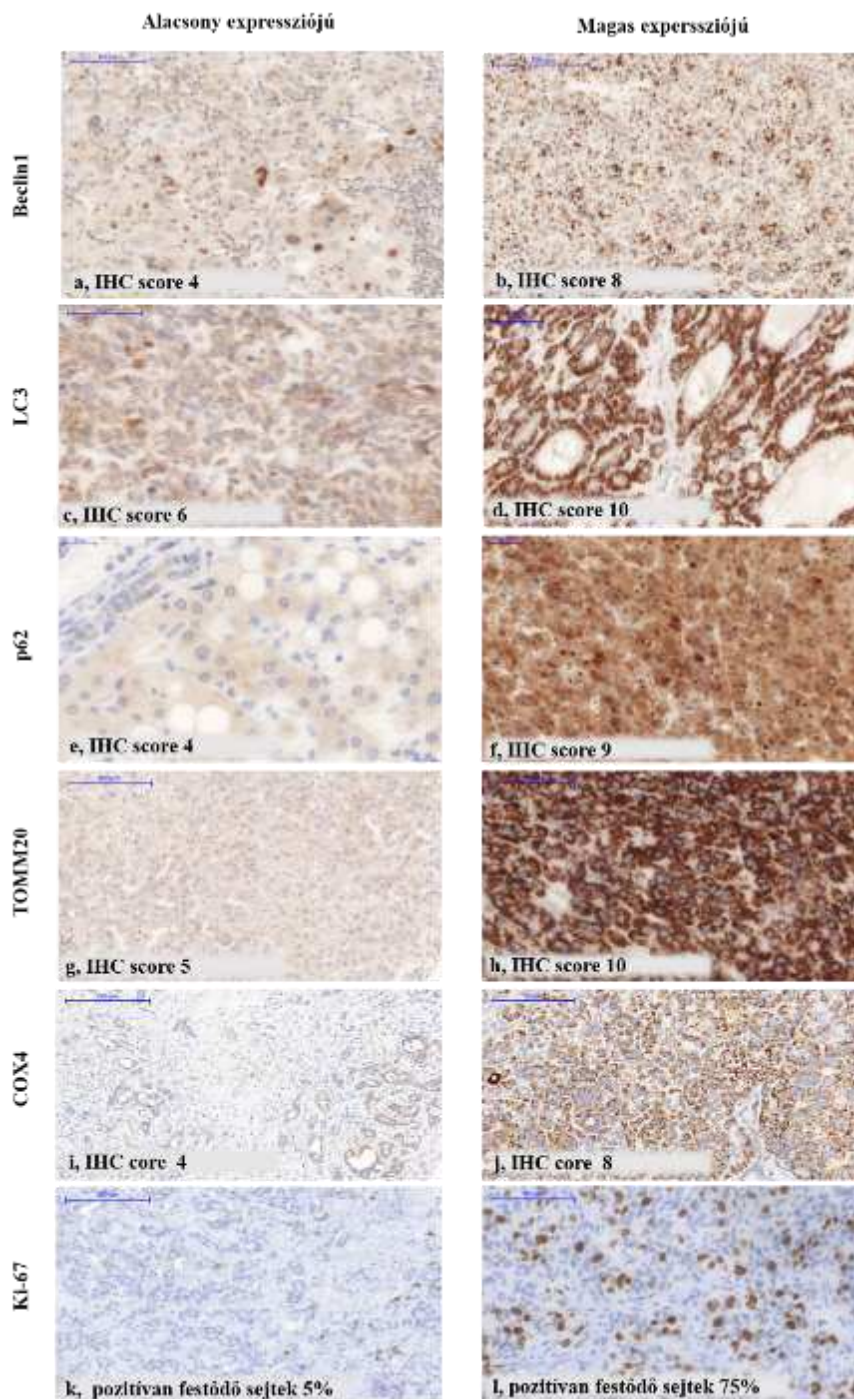 Alacsony expressziójú
Magas experssziójú
Beclin1
a, IHC score 4
b, IHC score 8
LC3
c, IHC score 6
d, IHC score 10
p62
e, IHC score 4
f, IHC score 9
TOMM20
g, IHC score 5
h, IHC score 10
COX4
i, IHC core 4
j, IHC core 8
Ki-67
k, pozitívan festődő sejtek 5%
l, pozitívan festődő sejtek 75%